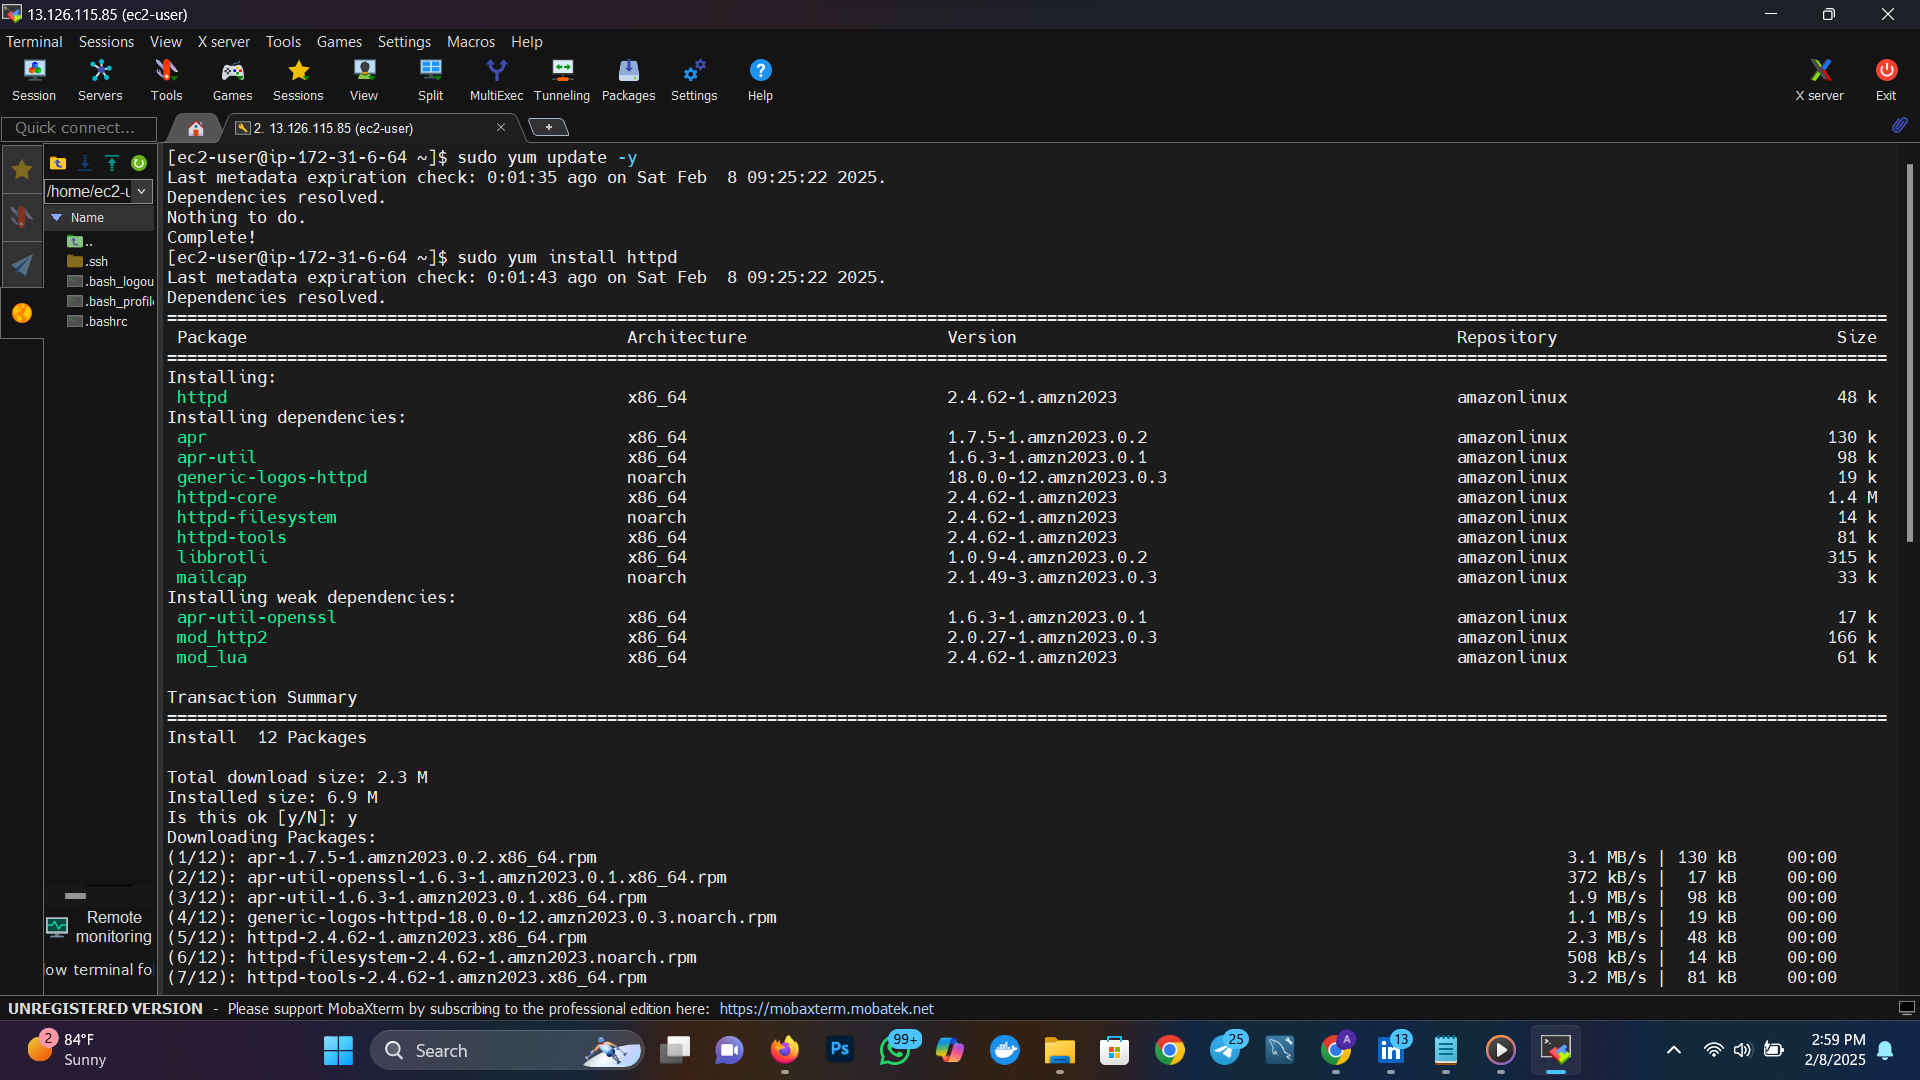 13.126.115.85 (ec2-user)
Terminal Sessions View X server Tools Games Settings Macros Help
Session Servers Tools Games Sessions View Split MultiExec Tunneling Packages Settings Help X server Exit
Quick connect...
2. 13.126.115.85 (ec2-user)
/home/ec2-u
Name
..
.ssh
.bash_logou
.bash_profile
.bashrc
Remote
monitoring
low terminal fol
[ec2-user@ip-172-31-6-64 ~]$ sudo yum update -y
Last metadata expiration check: 0:01:35 ago on Sat Feb  8 09:25:22 2025.
Dependencies resolved.
Nothing to do.
Complete!
[ec2-user@ip-172-31-6-64 ~]$ sudo yum install httpd
Last metadata expiration check: 0:01:43 ago on Sat Feb  8 09:25:22 2025.
Dependencies resolved.
Package Architecture Version Repository Size
Installing:
httpd x86_64 2.4.62-1.amzn2023 amazonlinux 48 k
Installing dependencies:
apr x86_64 1.7.5-1.amzn2023.0.2 amazonlinux 130 k
apr-util x86_64 1.6.3-1.amzn2023.0.1 amazonlinux 98 k
generic-logos-httpd noarch 18.0.0-12.amzn2023.0.3 amazonlinux 19 k
httpd-core x86_64 2.4.62-1.amzn2023 amazonlinux 1.4 M
httpd-filesystem noarch 2.4.62-1.amzn2023 amazonlinux 14 k
httpd-tools x86_64 2.4.62-1.amzn2023 amazonlinux 81 k
libbrotli x86_64 1.0.9-4.amzn2023.0.2 amazonlinux 315 k
mailcap noarch 2.1.49-3.amzn2023.0.3 amazonlinux 33 k
Installing weak dependencies:
apr-util-openssl x86_64 1.6.3-1.amzn2023.0.1 amazonlinux 17 k
mod_http2 x86_64 2.0.27-1.amzn2023.0.3 amazonlinux 166 k
mod_lua x86_64 2.4.62-1.amzn2023 amazonlinux 61 k
Transaction Summary
Install  12 Packages
Total download size: 2.3 M
Installed size: 6.9 M
Is this ok [y/N]: y
Downloading Packages:
(1/12): apr-1.7.5-1.amzn2023.0.2.x86_64.rpm 3.1 MB/s | 130 kB 00:00
(2/12): apr-util-openssl-1.6.3-1.amzn2023.0.1.x86_64.rpm 372 kB/s | 17 kB 00:00
(3/12): apr-util-1.6.3-1.amzn2023.0.1.x86_64.rpm 1.9 MB/s | 98 kB 00:00
(4/12): generic-logos-httpd-18.0.0-12.amzn2023.0.3.noarch.rpm 1.1 MB/s | 19 kB 00:00
(5/12): httpd-2.4.62-1.amzn2023.x86_64.rpm 2.3 MB/s | 48 kB 00:00
(6/12): httpd-filesystem-2.4.62-1.amzn2023.noarch.rpm 508 kB/s | 14 kB 00:00
(7/12): httpd-tools-2.4.62-1.amzn2023.x86_64.rpm 3.2 MB/s | 81 kB 00:00
UNREGISTERED VERSION - Please support MobaXterm by subscribing to the professional edition here: https://mobaxterm.mobatek.net
2 84°F
Sunny
Search
Ps
99+
25
A
13
in
2:59 PM
2/8/2025